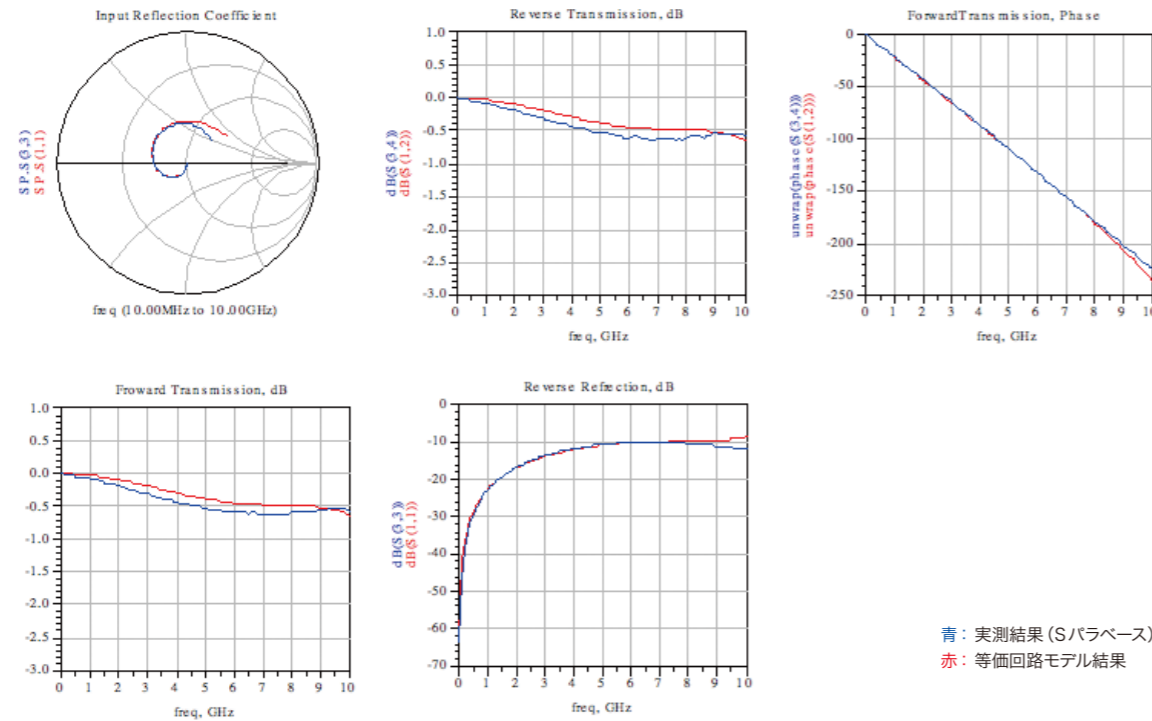 Input Reflection Coefficient
SP.S(3,3)
SP.S(1,1)
freq (10.00MHz to 10.00GHz)
Reverse Transmission, dB
dB(S(3,4))
dB(S(1,2))
1.0
0.5
0.0
-0.5
-1.0
-1.5
-2.0
-2.5
-3.0
0 1 2 3 4 5 6 7 8 9 10
freq, GHz
ForwardTransmission, Phase
unwrap(phase(S(3,4)))
unwrap(phase(S(1,2)))
0
-50
-100
-150
-200
-250
0 1 2 3 4 5 6 7 8 9 10
freq, GHz
Froward Transmission, dB
1.0
0.5
0.0
-0.5
-1.0
-1.5
-2.0
-2.5
-3.0
0 1 2 3 4 5 6 7 8 9 10
freq, GHz
Reverse Refrection, dB
dB(S(3,3))
dB(S(1,1))
0
-10
-20
-30
-40
-50
-60
-70
0 1 2 3 4 5 6 7 8 9 10
freq, GHz
青：実測結果（Sパラベース）
赤：等価回路モデル結果